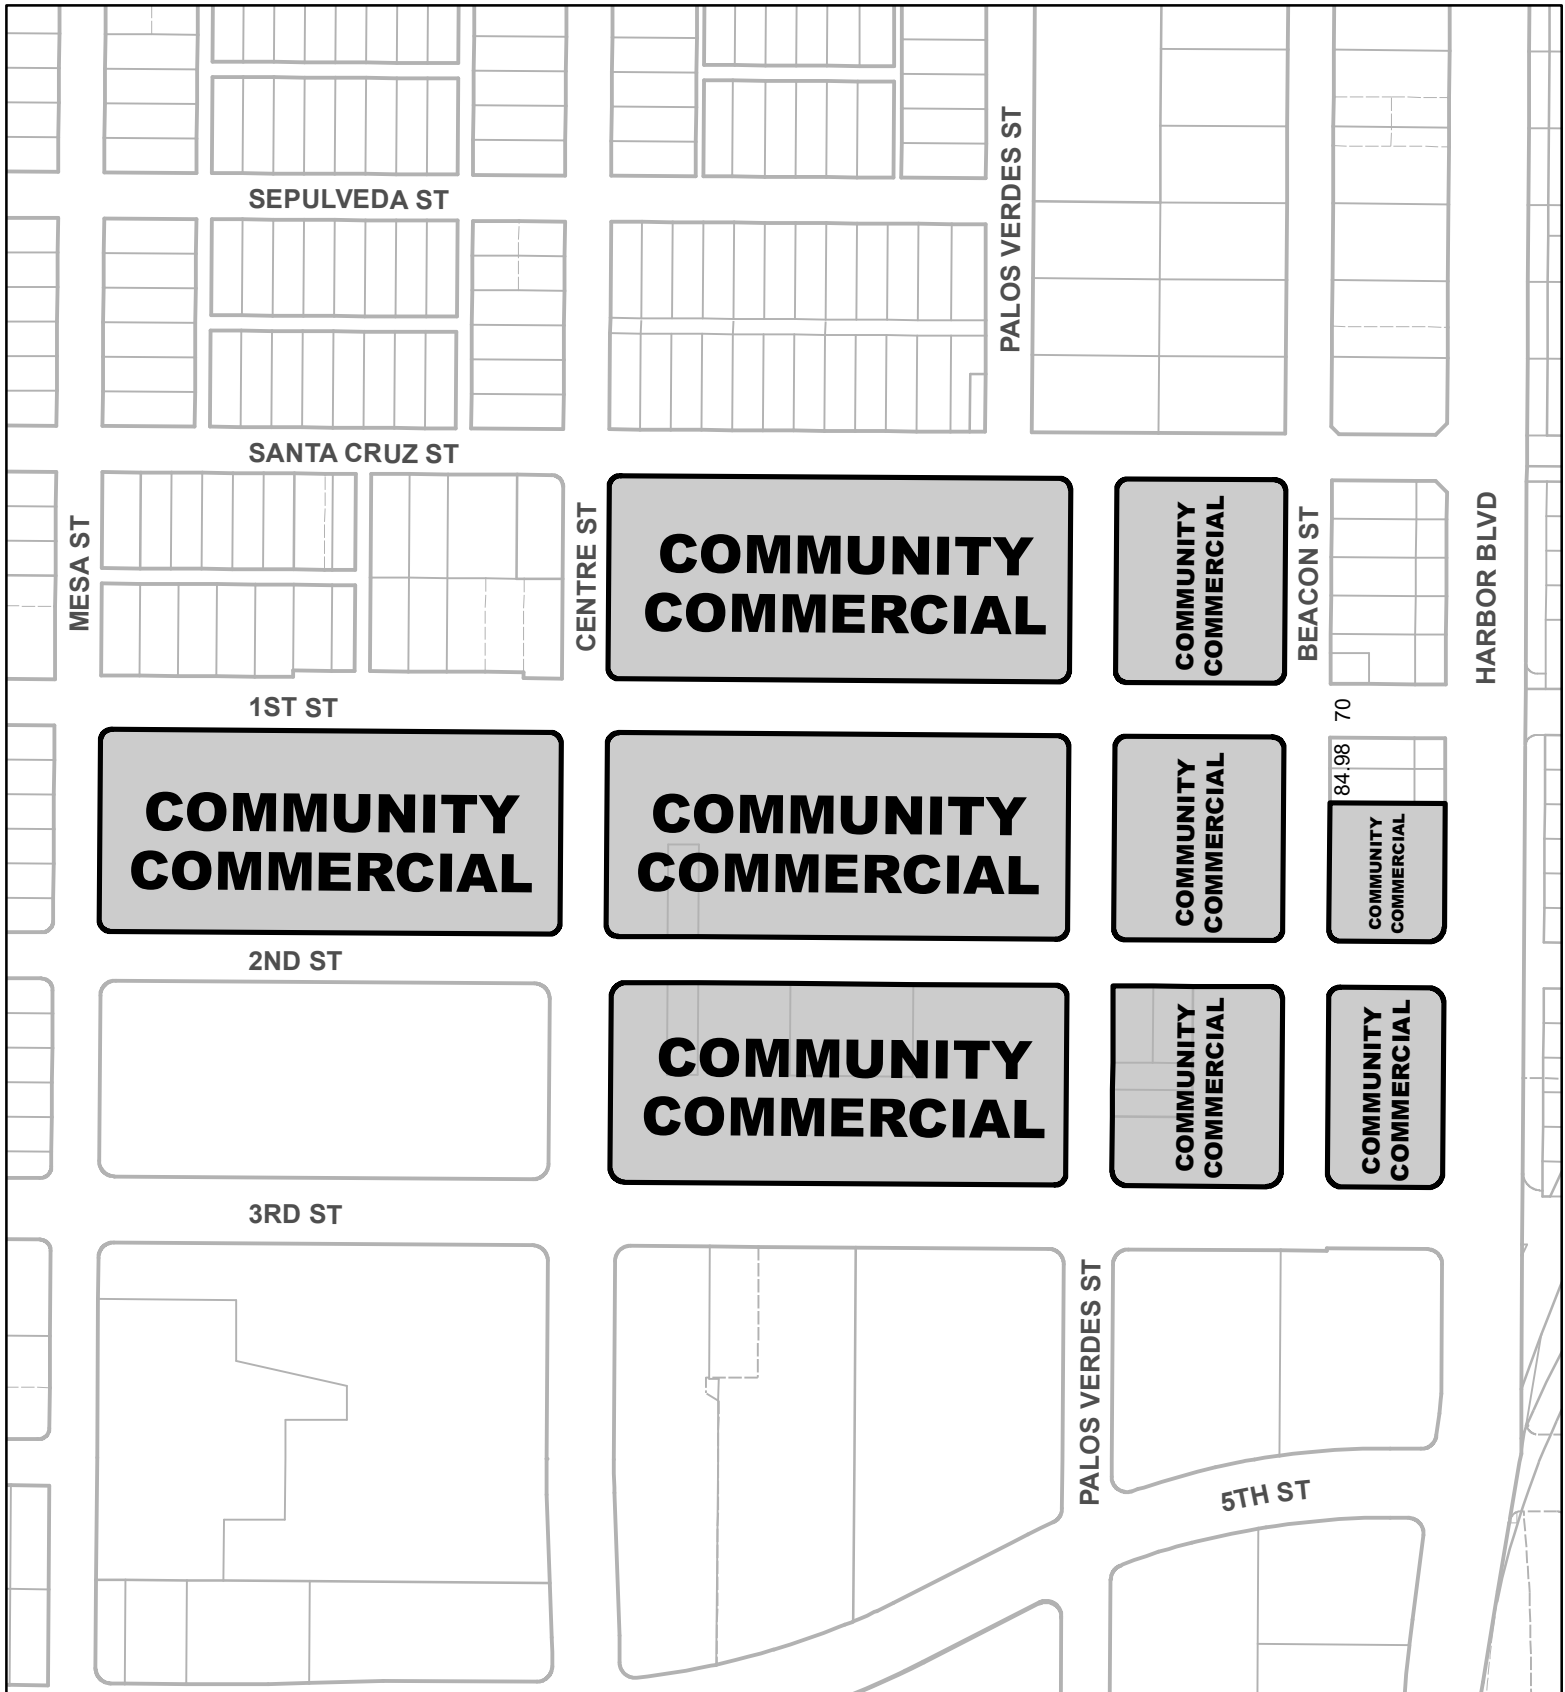 PALOS VERDES ST
SEPULVEDA ST
SANTA CRUZ ST
MESA ST
CENTRE ST
COMMUNITY
COMMERCIAL
COMMUNITY
COMMERCIAL
BEACON ST
HARBOR BLVD
1ST ST
70
84.98
COMMUNITY
COMMERCIAL
COMMUNITY
COMMERCIAL
COMMUNITY
COMMERCIAL
COMMUNITY
COMMERCIAL
2ND ST
COMMUNITY
COMMERCIAL
COMMUNITY
COMMERCIAL
COMMUNITY
COMMERCIAL
3RD ST
PALOS VERDES ST
5TH ST